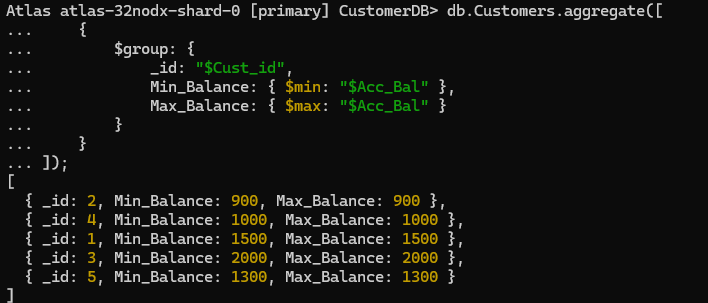 Atlas atlas-32nodx-shard-0 [primary] CustomerDB> db.Customers.aggregate([
...     {
...         $group: {
...             _id: "$Cust_id",
...             Min_Balance: { $min: "$Acc_Bal" },
...             Max_Balance: { $max: "$Acc_Bal" }
...         }
...     }
... ]);
[
  { _id: 2, Min_Balance: 900, Max_Balance: 900 },
  { _id: 4, Min_Balance: 1000, Max_Balance: 1000 },
  { _id: 1, Min_Balance: 1500, Max_Balance: 1500 },
  { _id: 3, Min_Balance: 2000, Max_Balance: 2000 },
  { _id: 5, Min_Balance: 1300, Max_Balance: 1300 }
]